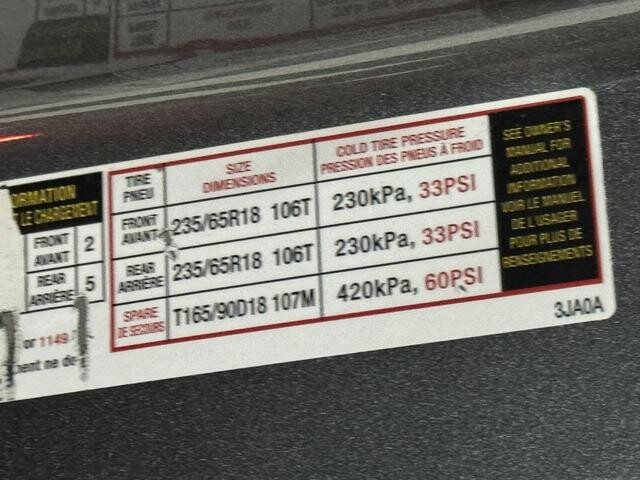 ORMATION
LE CHARGEMENT
FRONT
AVANT 2
REAR
ARRIÈRE 5
or 1149
ment ne de
TIRE
PNEU
SIZE
DIMENSIONS
COLD TIRE PRESSURE
PRESSION DES PNEUS À FROID
FRONT
AVANT
235/65R18 106T
230kPa, 33PSI
REAR
ARRIÈRE
235/65R18 106T
230kPa, 33PSI
SPARE
DE SECOURS
T165/90D18 107M
420kPa, 60PSI
SEE OWNER'S
MANUAL FOR
ADDITIONAL
INFORMATION
VOIR LE MANUEL
DE L'USAGER
POUR PLUS DE
RENSEIGNEMENTS
3JA0A